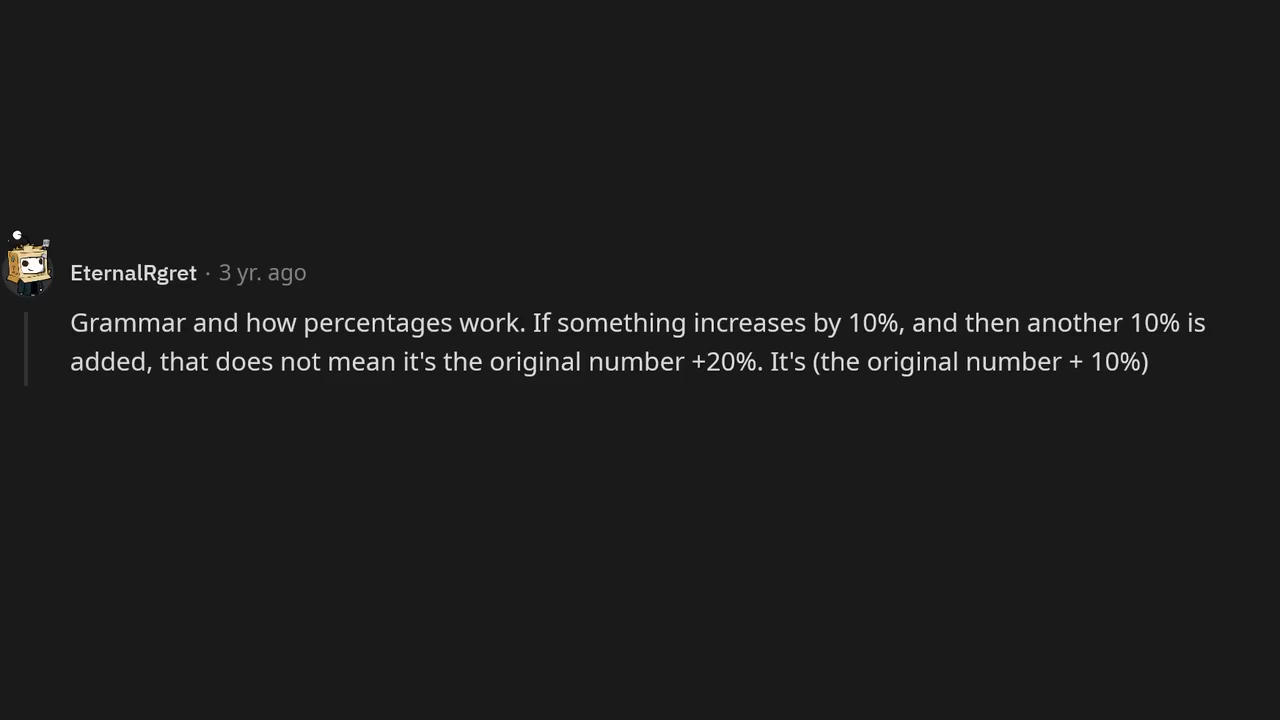 EternalRgret · 3 yr. ago
Grammar and how percentages work. If something increases by 10%, and then another 10% is
added, that does not mean it's the original number +20%. It's (the original number + 10%)